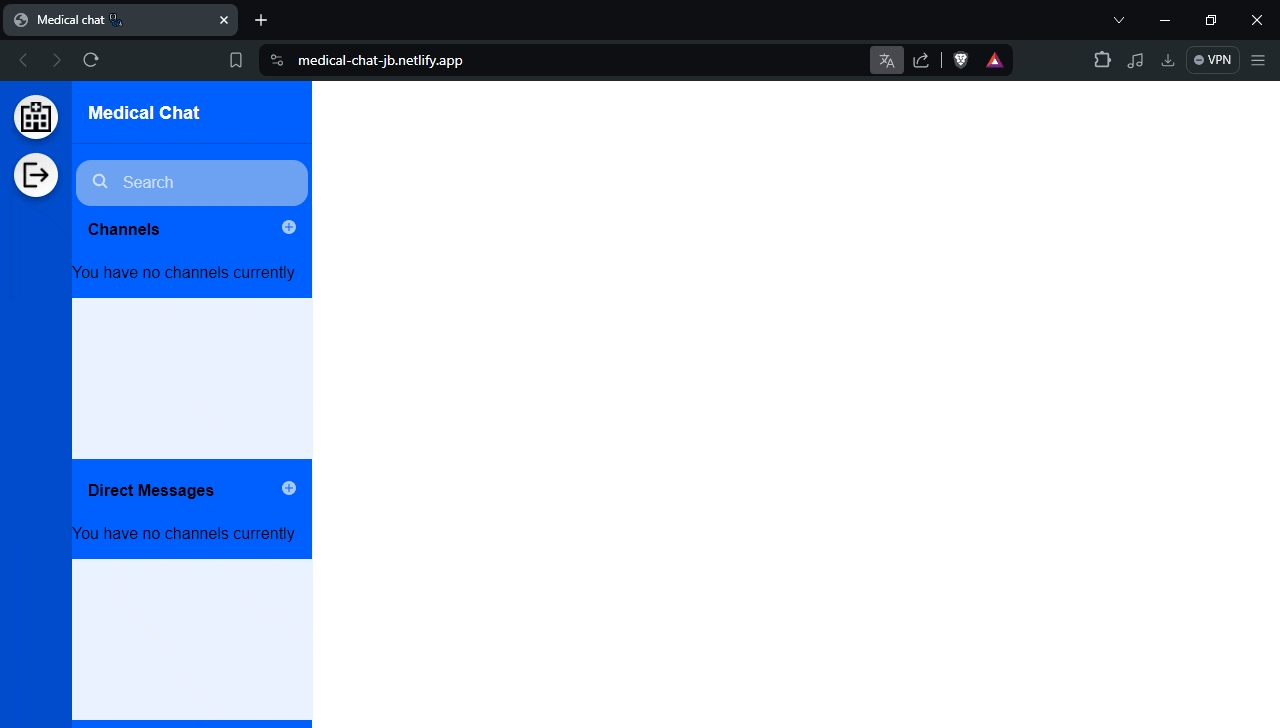 Medical chat
medical-chat-jb.netlify.app
VPN
Medical Chat
Search
Channels
You have no channels currently
Direct Messages
You have no channels currently